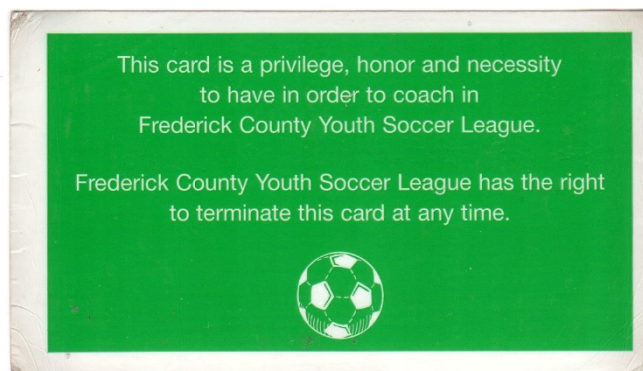 This card is a privilege, honor and necessity
to have in order to coach in
Frederick County Youth Soccer League.
Frederick County Youth Soccer League has the right
to terminate this card at any time.